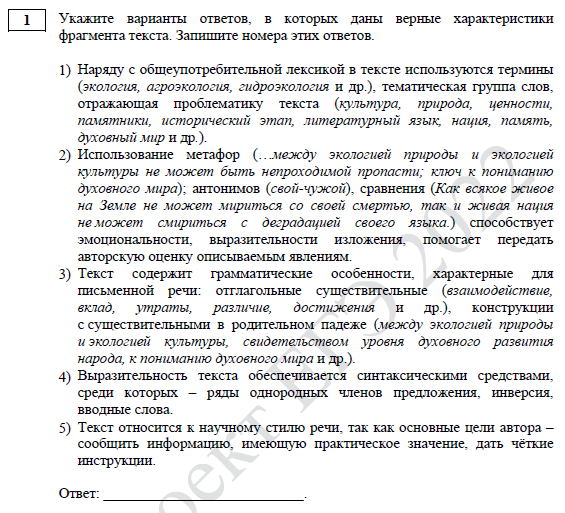 1 Укажите варианты ответов, в которых даны верные характеристики
фрагмента текста. Запишите номера этих ответов.
1) Наряду с общеупотребительной лексикой в тексте используются термины
(экология, агроэкология, гидроэкология и др.), тематическая группа слов,
отражающая проблематику текста (культура, природа, ценности,
памятники, исторический этап, литературный язык, нация, память,
духовный мир и др.).
2) Использование метафор (…между экологией природы и экологией
культуры не может быть непроходимой пропасти; ключ к пониманию
духовного мира); антонимов (свой-чужой), сравнения (Как всякое живое
на Земле не может мириться со своей смертью, так и живая нация
не может смириться с деградацией своего языка.) способствует
эмоциональности, выразительности изложения, помогает передать
авторскую оценку описываемым явлениям.
3) Текст содержит грамматические особенности, характерные для
письменной речи: отглагольные существительные (взаимодействие,
вклад, утраты, различие, достижения и др.), конструкции
с существительными в родительном падеже (между экологией природы
и экологией культуры, свидетельством уровня духовного развития
народа, к пониманию духовного мира и др.).
4) Выразительность текста обеспечивается синтаксическими средствами,
среди которых – ряды однородных членов предложения, инверсия,
вводные слова.
5) Текст относится к научному стилю речи, так как основные цели автора –
сообщить информацию, имеющую практическое значение, дать чёткие
инструкции.
Ответ: ___________________________.
роект ЕГЭ 2022